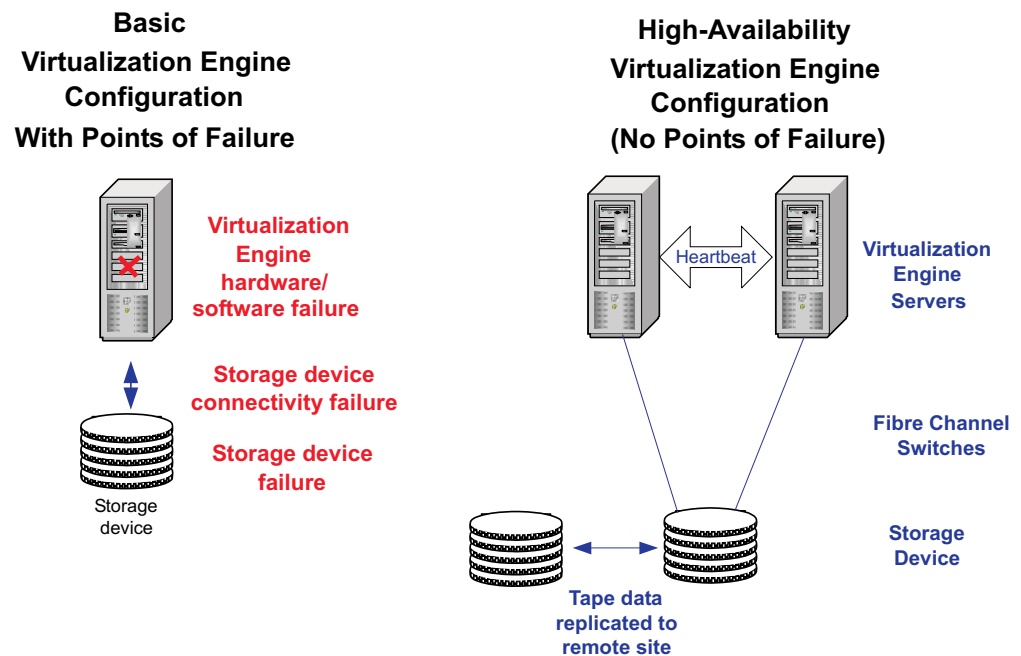 Basic
Virtualization Engine
Configuration
With Points of Failure
Virtualization
Engine
hardware/
software failure
Storage device
connectivity failure
Storage device
failure
Storage
device
High-Availability
Virtualization Engine
Configuration
(No Points of Failure)
Heartbeat
Virtualization
Engine
Servers
Fibre Channel
Switches
Storage
Device
Tape data
replicated to
remote site